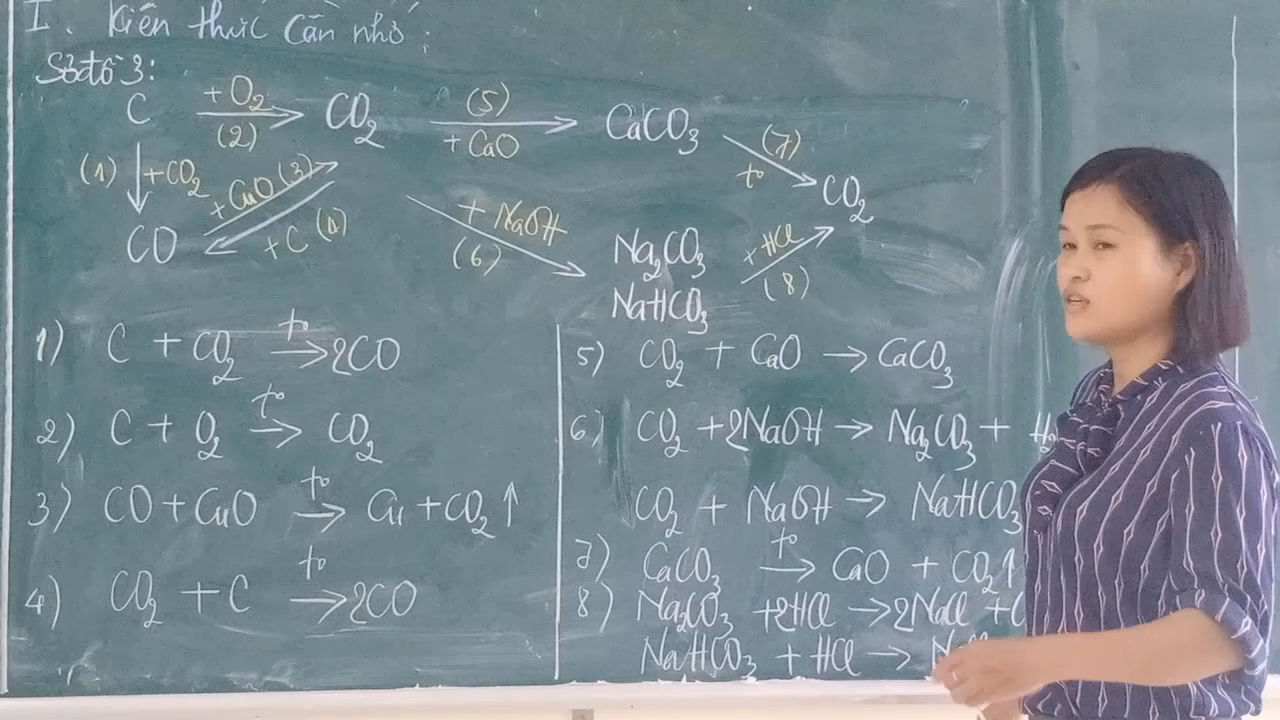 I. Kiến thức cần nhớ:
Sơ đồ 3:
C +O₂ (2) → CO₂ (5) +CaO → CaCO₃ (7) t° → CO₂
(1) ↓ +CO₂ +CuO (3) +C (4) +NaOH (6)
CO Na₂CO₃ +HCl (8)
NaHCO₃
1) C + CO₂ t° → 2CO
2) C + O₂ t° → CO₂
3) CO + CuO t° → Cu + CO₂ ↑
4) CO₂ + C t° → 2CO
5) CO₂ + CaO → CaCO₃
6) CO₂ + 2NaOH → Na₂CO₃ +
CO₂ + NaOH → NaHCO₃
7) CaCO₃ t° → CaO + CO₂ ↑
8) Na₂CO₃ + 2HCl → 2NaCl +
NaHCO₃ + HCl →